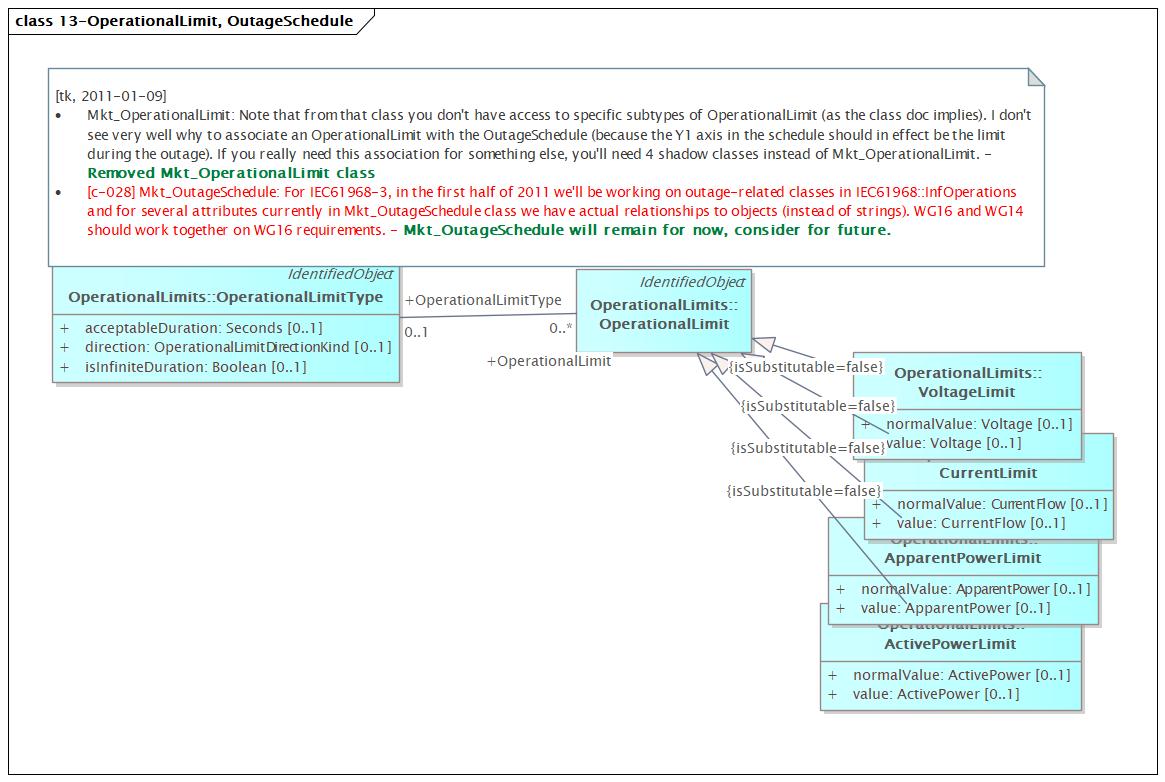 class 13-OperationalLimit, OutageSchedule
[tk, 2011-01-09]
• Mkt_OperationalLimit: Note that from that class you don't have access to specific subtypes of OperationalLimit (as the class doc implies). I don't
see very well why to associate an OperationalLimit with the OutageSchedule (because the Y1 axis in the schedule should in effect be the limit
during the outage). If you really need this association for something else, you'll need 4 shadow classes instead of Mkt_OperationalLimit. –
Removed Mkt_OperationalLimit class
• [c-028] Mkt_OutageSchedule: For IEC61968-3, in the first half of 2011 we'll be working on outage-related classes in IEC61968::InfOperations
and for several attributes currently in Mkt_OutageSchedule class we have actual relationships to objects (instead of strings). WG16 and WG14
should work together on WG16 requirements. – Mkt_OutageSchedule will remain for now, consider for future.
IdentifiedObject
OperationalLimits::OperationalLimitType
+ acceptableDuration: Seconds [0..1]
+ direction: OperationalLimitDirectionKind [0..1]
+ isInfiniteDuration: Boolean [0..1]
+OperationalLimitType
0..1
0..*
+OperationalLimit
IdentifiedObject
OperationalLimits::
OperationalLimit
{isSubstitutable=false}
{isSubstitutable=false}
{isSubstitutable=false}
{isSubstitutable=false}
OperationalLimits::
VoltageLimit
+ normalValue: Voltage [0..1]
value: Voltage [0..1]
CurrentLimit
+ normalValue: CurrentFlow [0..1]
+ value: CurrentFlow [0..1]
OperationalLimits::
ApparentPowerLimit
+ normalValue: ApparentPower [0..1]
+ value: ApparentPower [0..1]
OperationalLimits::
ActivePowerLimit
+ normalValue: ActivePower [0..1]
+ value: ActivePower [0..1]